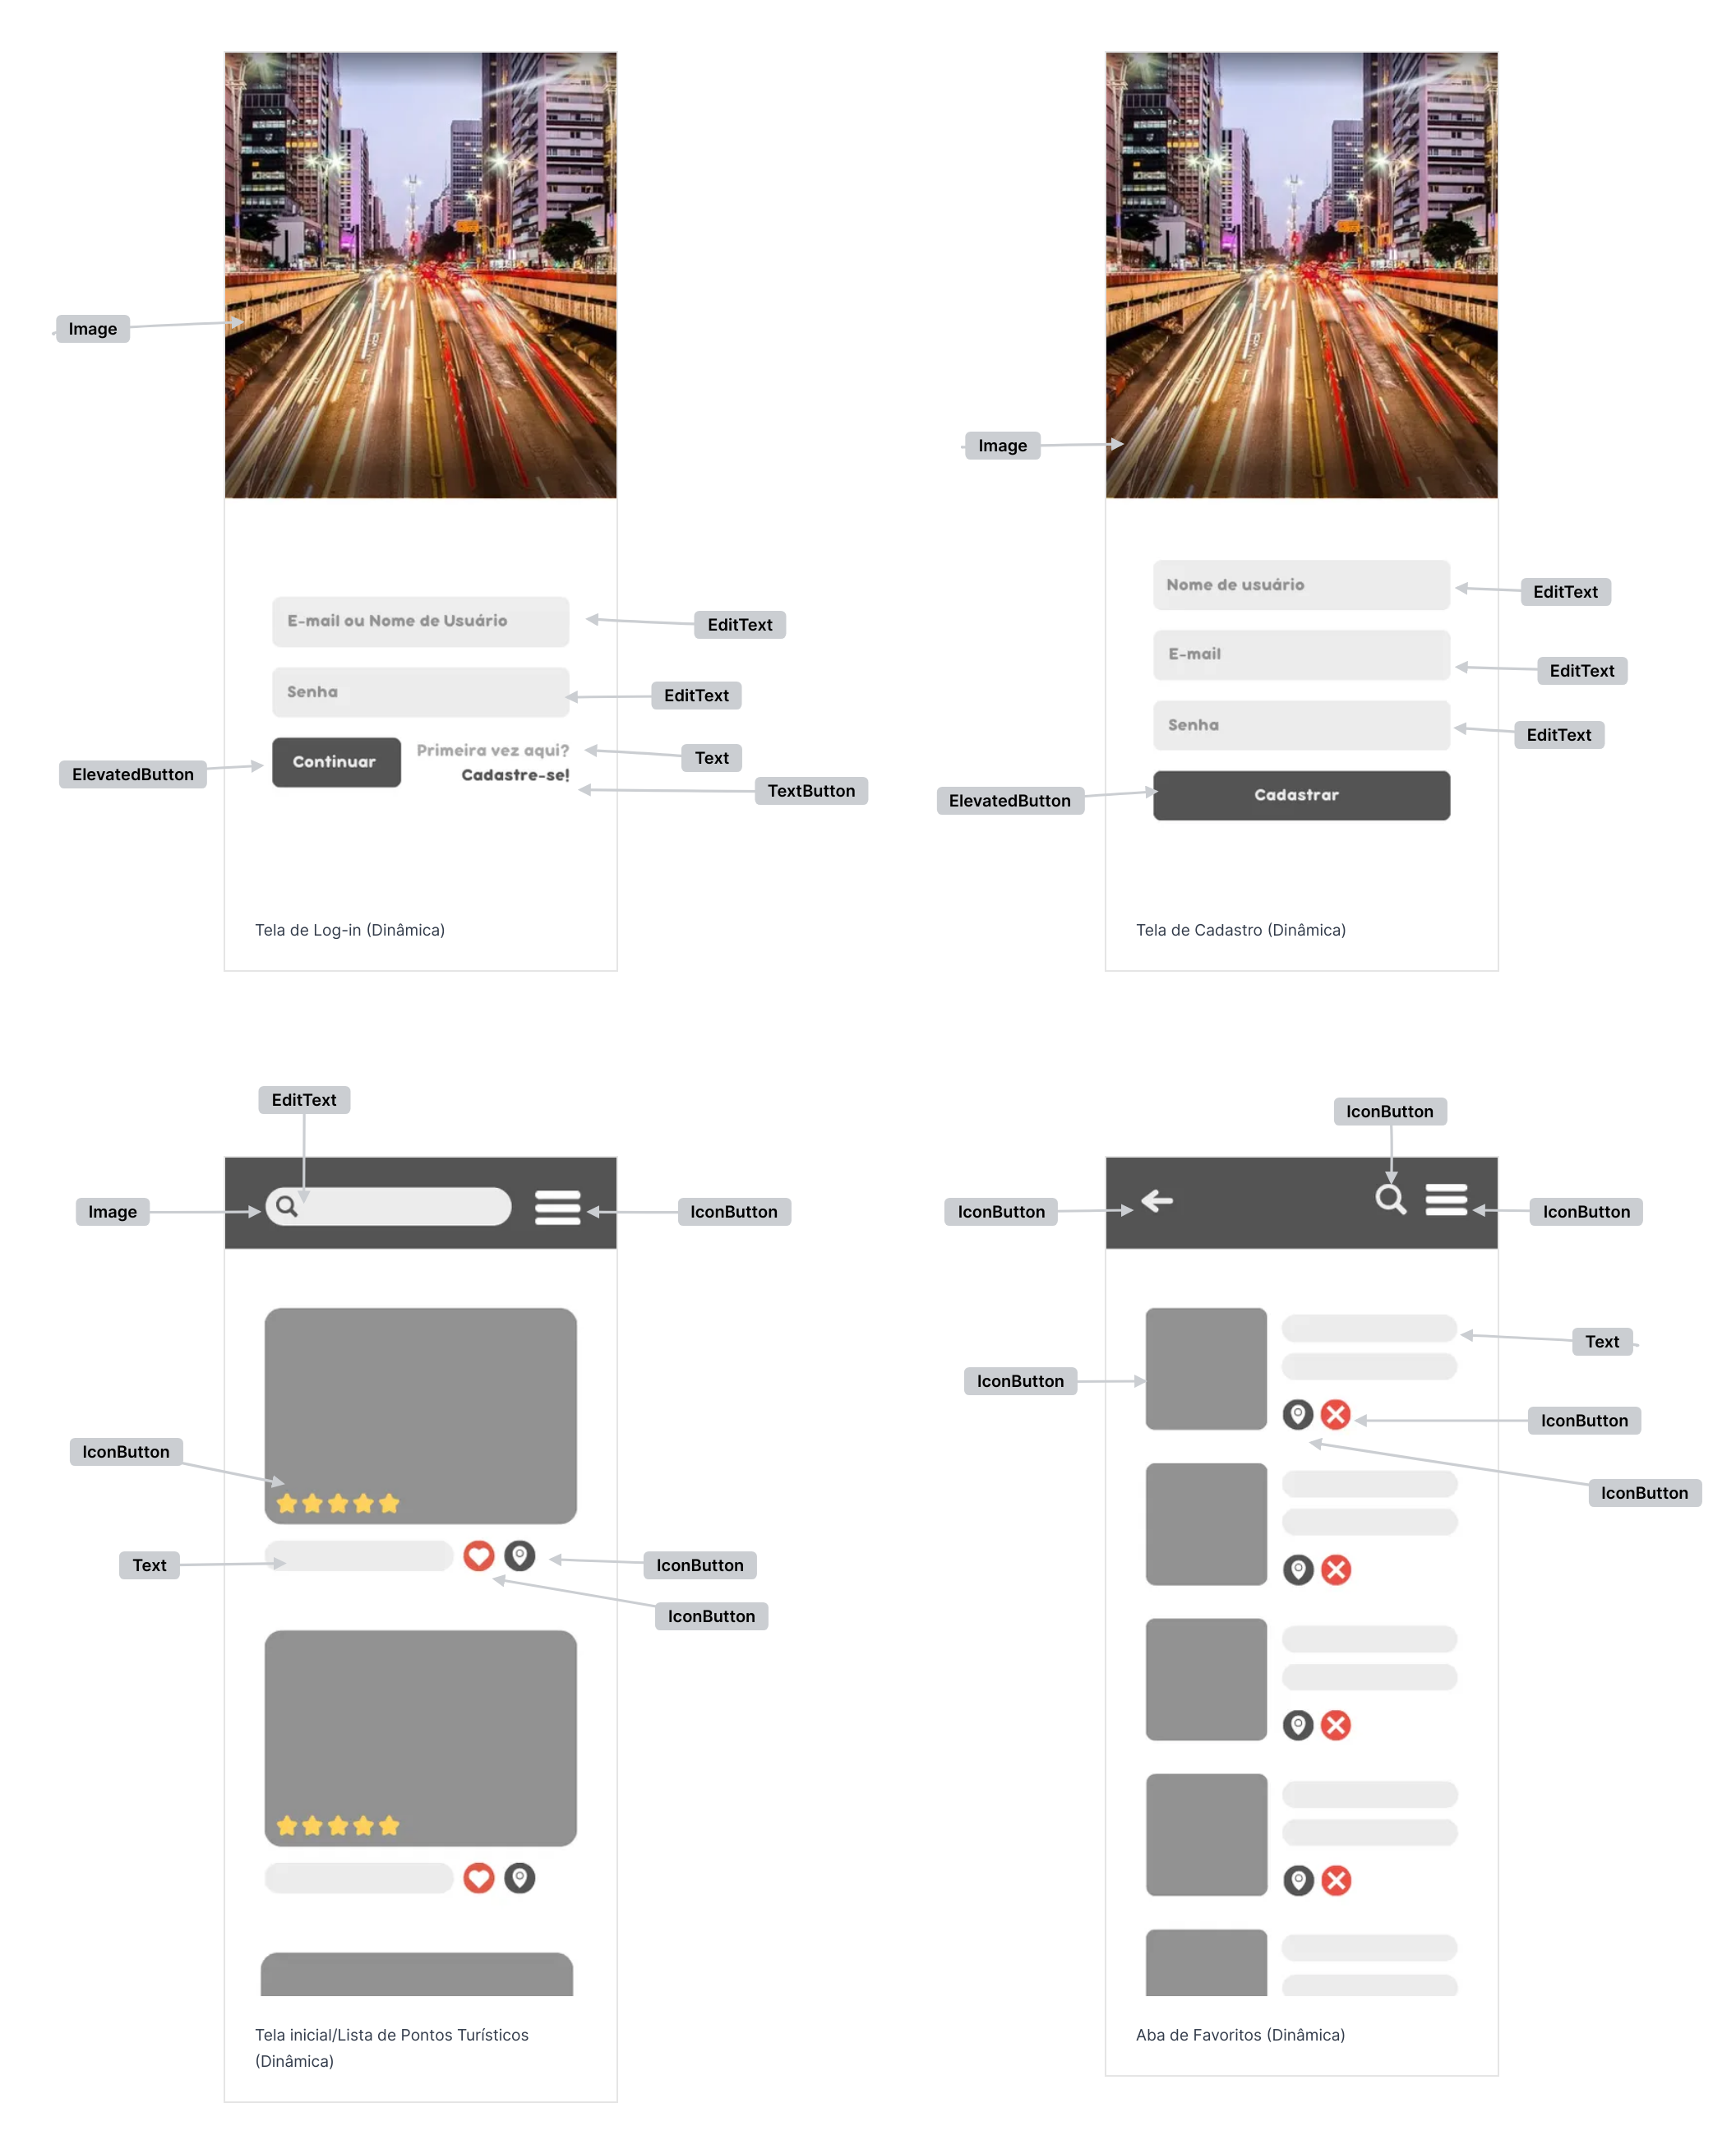 Image
E-mail ou Nome de Usuário
EditText
Senha
EditText
Continuar
Primeira vez aqui?
Text
Cadastre-se!
ElevatedButton
TextButton
Tela de Log-in (Dinâmica)
Image
Nome de usuário
EditText
E-mail
EditText
Senha
EditText
ElevatedButton
Cadastrar
Tela de Cadastro (Dinâmica)
EditText
Image
IconButton
IconButton
Text
IconButton
IconButton
Tela inicial/Lista de Pontos Turísticos
(Dinâmica)
IconButton
IconButton
IconButton
Text
IconButton
IconButton
IconButton
Aba de Favoritos (Dinâmica)